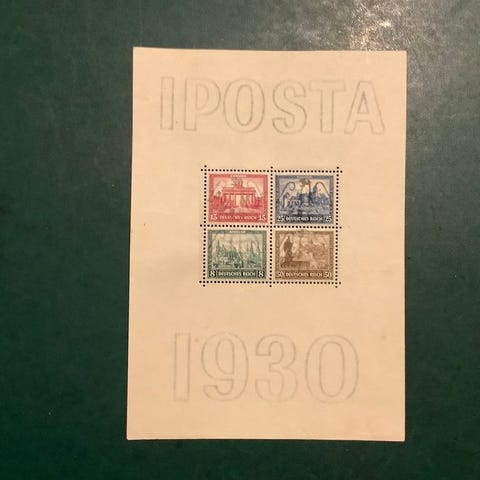 IPOSTA
15 DEUTSCHES REICH 15
25 DEUTSCHES REICH 25
8 DEUTSCHES REICH 8
50 DEUTSCHES REICH 50
1930